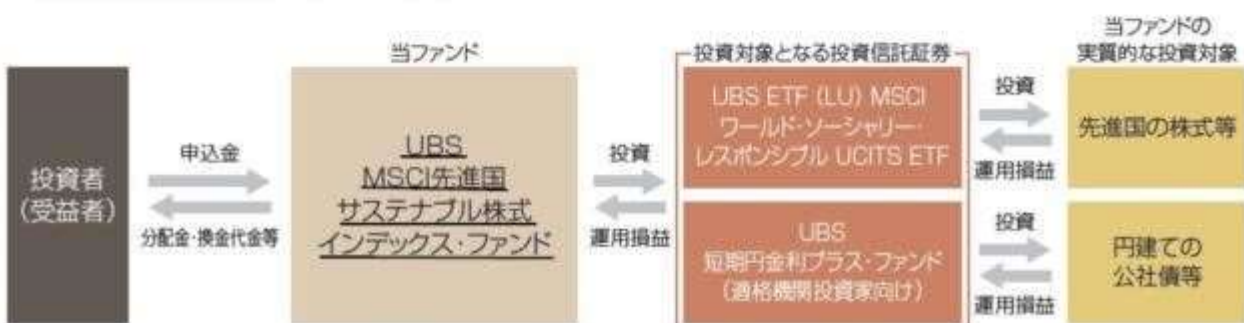 投資者
(受益者)
申込金
分配金・換金代金等
当ファンド
UBS
MSCI先進国
サステナブル株式
インデックス・ファンド
投資
運用損益
投資対象となる投資信託証券
UBS ETF (LU) MSCI
ワールド・ソーシャリー・
レスポンシブル UCITS ETF
UBS
短期円金利プラス・ファンド
(適格機関投資家向け)
投資
運用損益
投資
運用損益
当ファンドの
実質的な投資対象
先進国の株式等
円建ての
公社債等